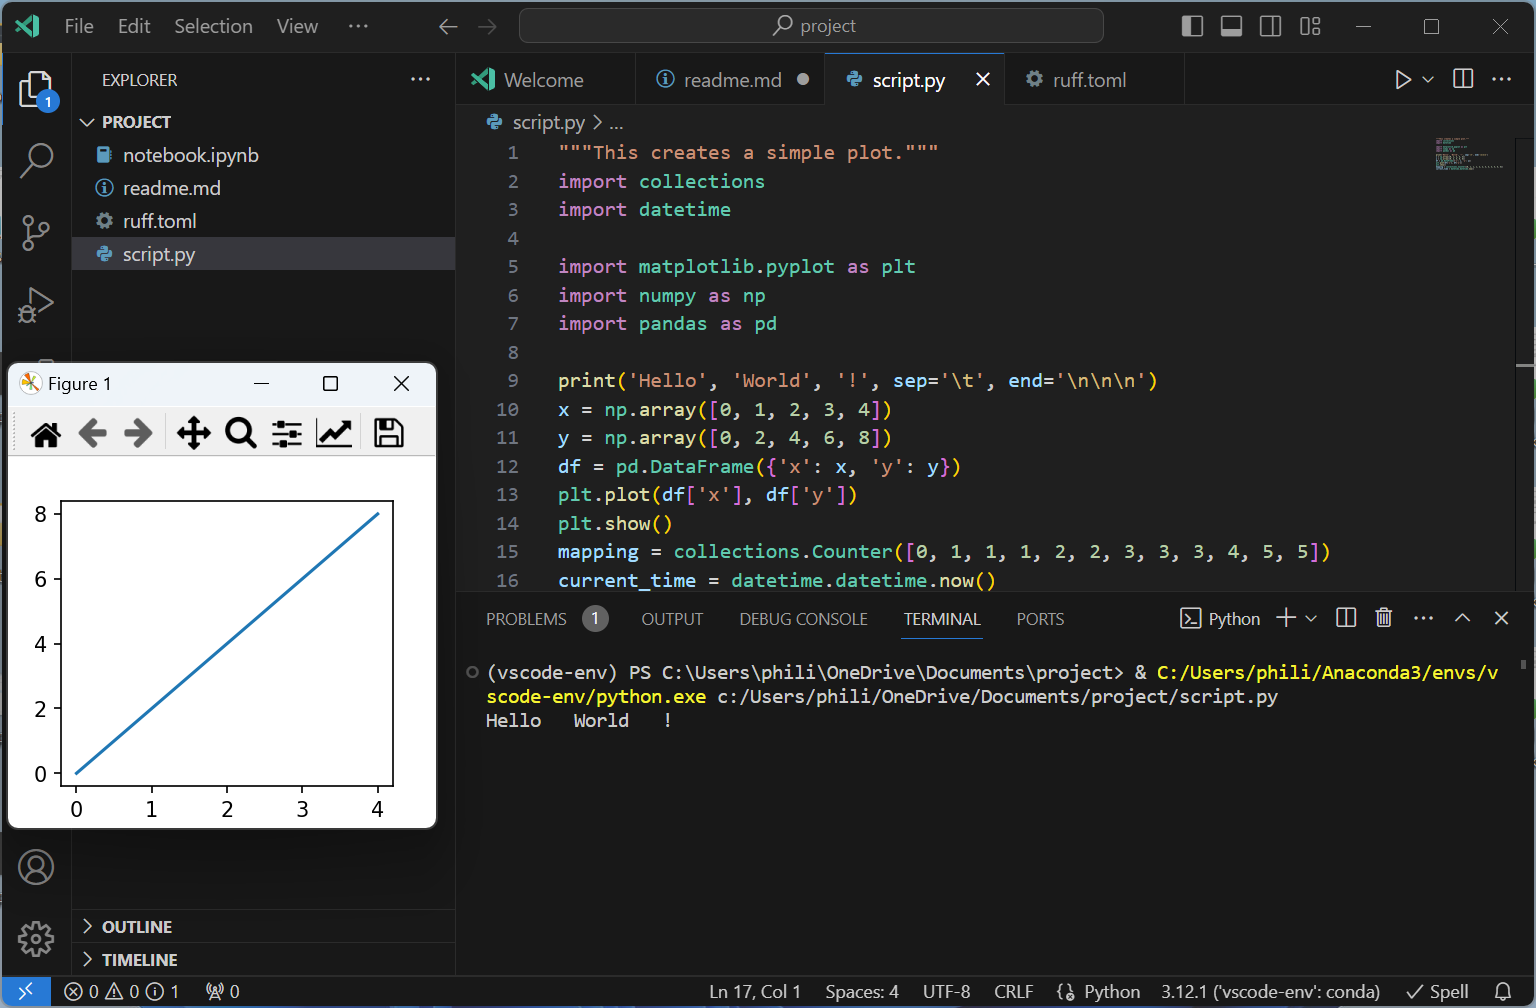 File Edit Selection View ... project
EXPLORER ...
PROJECT
notebook.ipynb
readme.md
ruff.toml
script.py
Welcome readme.md script.py ruff.toml
script.py > ...
1 """This creates a simple plot."""
2 import collections
3 import datetime
4
5 import matplotlib.pyplot as plt
6 import numpy as np
7 import pandas as pd
8
9 print('Hello', 'World', '!', sep='\t', end='\n\n\n')
10 x = np.array([0, 1, 2, 3, 4])
11 y = np.array([0, 2, 4, 6, 8])
12 df = pd.DataFrame({'x': x, 'y': y})
13 plt.plot(df['x'], df['y'])
14 plt.show()
15 mapping = collections.Counter([0, 1, 1, 1, 2, 2, 3, 3, 3, 4, 5, 5])
16 current_time = datetime.datetime.now()
Figure 1
8
6
4
2
0
0 1 2 3 4
PROBLEMS 1 OUTPUT DEBUG CONSOLE TERMINAL PORTS Python ...
(vscode-env) PS C:\Users\phili\OneDrive\Documents\project> & C:/Users/phili/Anaconda3/envs/v
scode-env/python.exe c:/Users/phili/OneDrive/Documents/project/script.py
Hello World !
OUTLINE
TIMELINE
0 0 1 0 Ln 17, Col 1 Spaces: 4 UTF-8 CRLF Python 3.12.1 ('vscode-env': conda) Spell